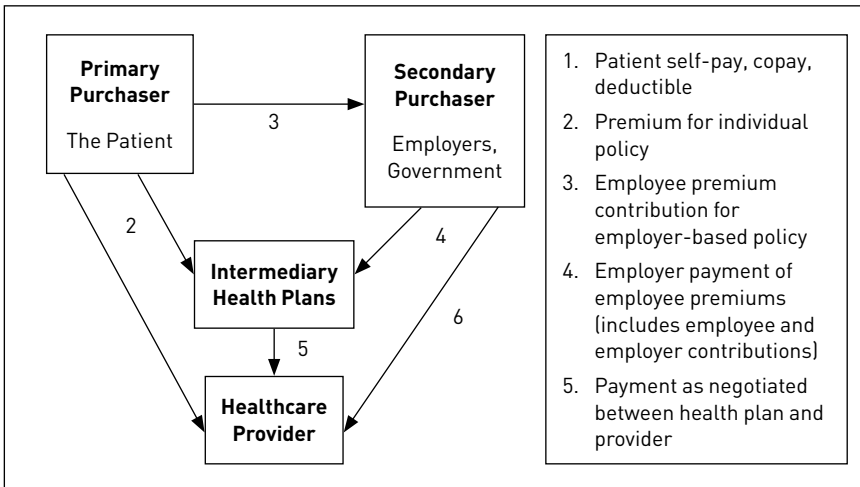 Primary
Purchaser
The Patient
3
Secondary
Purchaser
Employers,
Government
2
4
Intermediary
Health Plans
6
5
Healthcare
Provider
1. Patient self-pay, copay,
deductible
2. Premium for individual
policy
3. Employee premium
contribution for
employer-based policy
4. Employer payment of
employee premiums
(includes employee and
employer contributions)
5. Payment as negotiated
between health plan and
provider